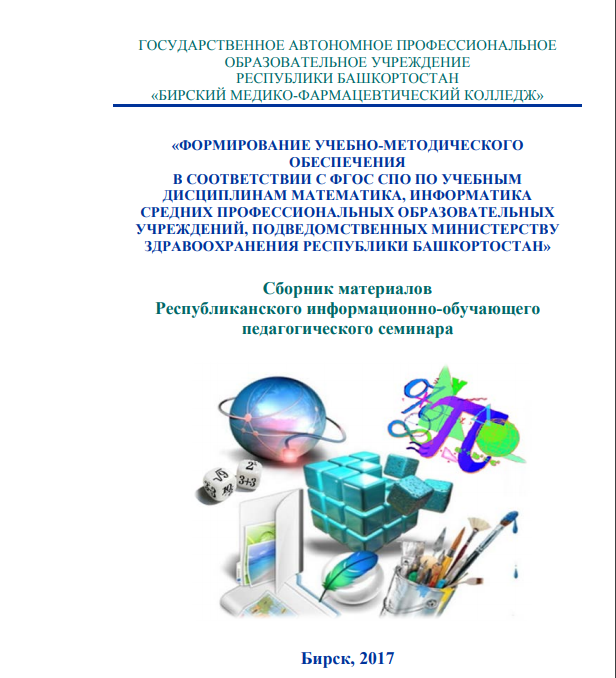 ГОСУДАРСТВЕННОЕ АВТОНОМНОЕ ПРОФЕССИОНАЛЬНОЕ
ОБРАЗОВАТЕЛЬНОЕ УЧРЕЖДЕНИЕ
РЕСПУБЛИКИ БАШКОРТОСТАН
«БИРСКИЙ МЕДИКО-ФАРМАЦЕВТИЧЕСКИЙ КОЛЛЕДЖ»
«ФОРМИРОВАНИЕ УЧЕБНО-МЕТОДИЧЕСКОГО
ОБЕСПЕЧЕНИЯ
В СООТВЕТСТВИИ С ФГОС СПО ПО УЧЕБНЫМ
ДИСЦИПЛИНАМ МАТЕМАТИКА, ИНФОРМАТИКА
СРЕДНИХ ПРОФЕССИОНАЛЬНЫХ ОБРАЗОВАТЕЛЬНЫХ
УЧРЕЖДЕНИЙ, ПОДВЕДОМСТВЕННЫХ МИНИСТЕРСТВУ
ЗДРАВООХРАНЕНИЯ РЕСПУБЛИКИ БАШКОРТОСТАН»
Сборник материалов
Республиканского информационно-обучающего
педагогического семинара
π
√9
2²
3+3
Бирск, 2017